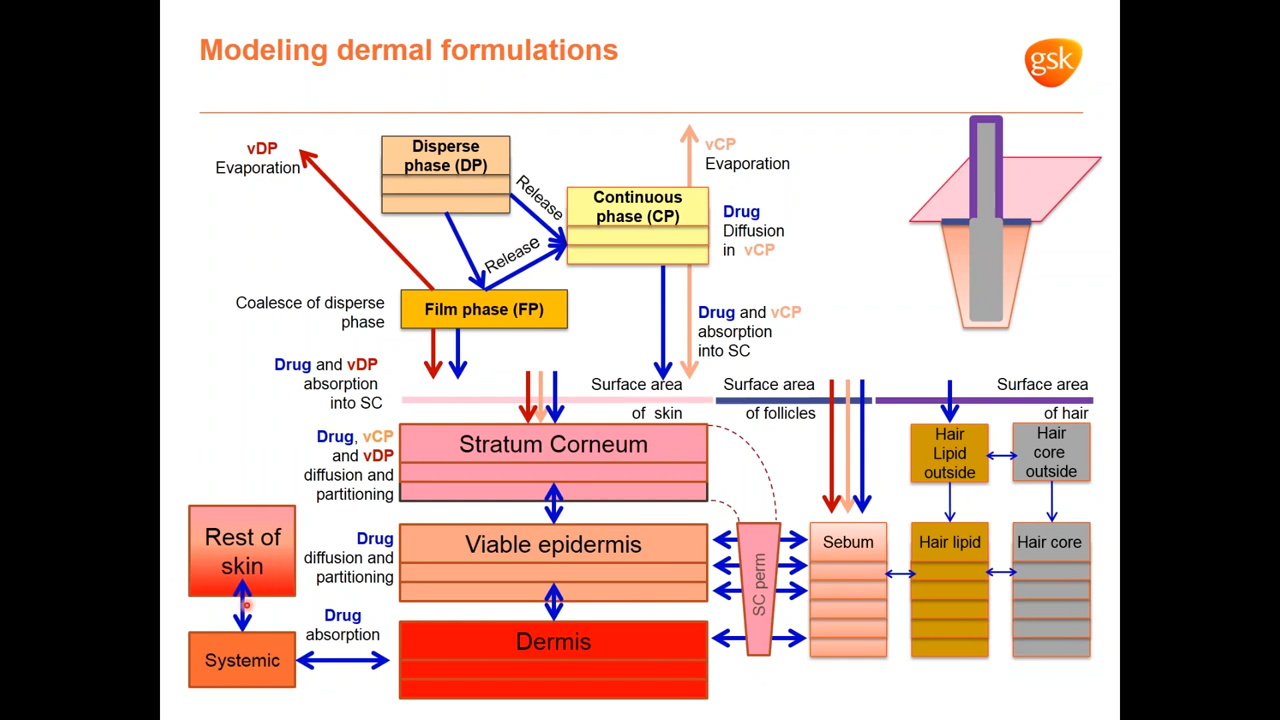 Modeling dermal formulations
gsk
vDP
Evaporation
Disperse
phase (DP)
Release
Release
Continuous
phase (CP)
vCP
Evaporation
Drug
Diffusion
in vCP
Coalesce of disperse
phase
Film phase (FP)
Drug and vCP
absorption
into SC
Drug and vDP
absorption
into SC
Surface area
of skin
Surface area
of follicles
Surface area
of hair
Drug, vCP
and vDP
diffusion and
partitioning
Stratum Corneum
Hair
Lipid
outside
Hair
core
outside
Rest of
skin
Drug
diffusion and
partitioning
Viable epidermis
SC perm
Sebum
Hair lipid
Hair core
Drug
absorption
Systemic
Dermis